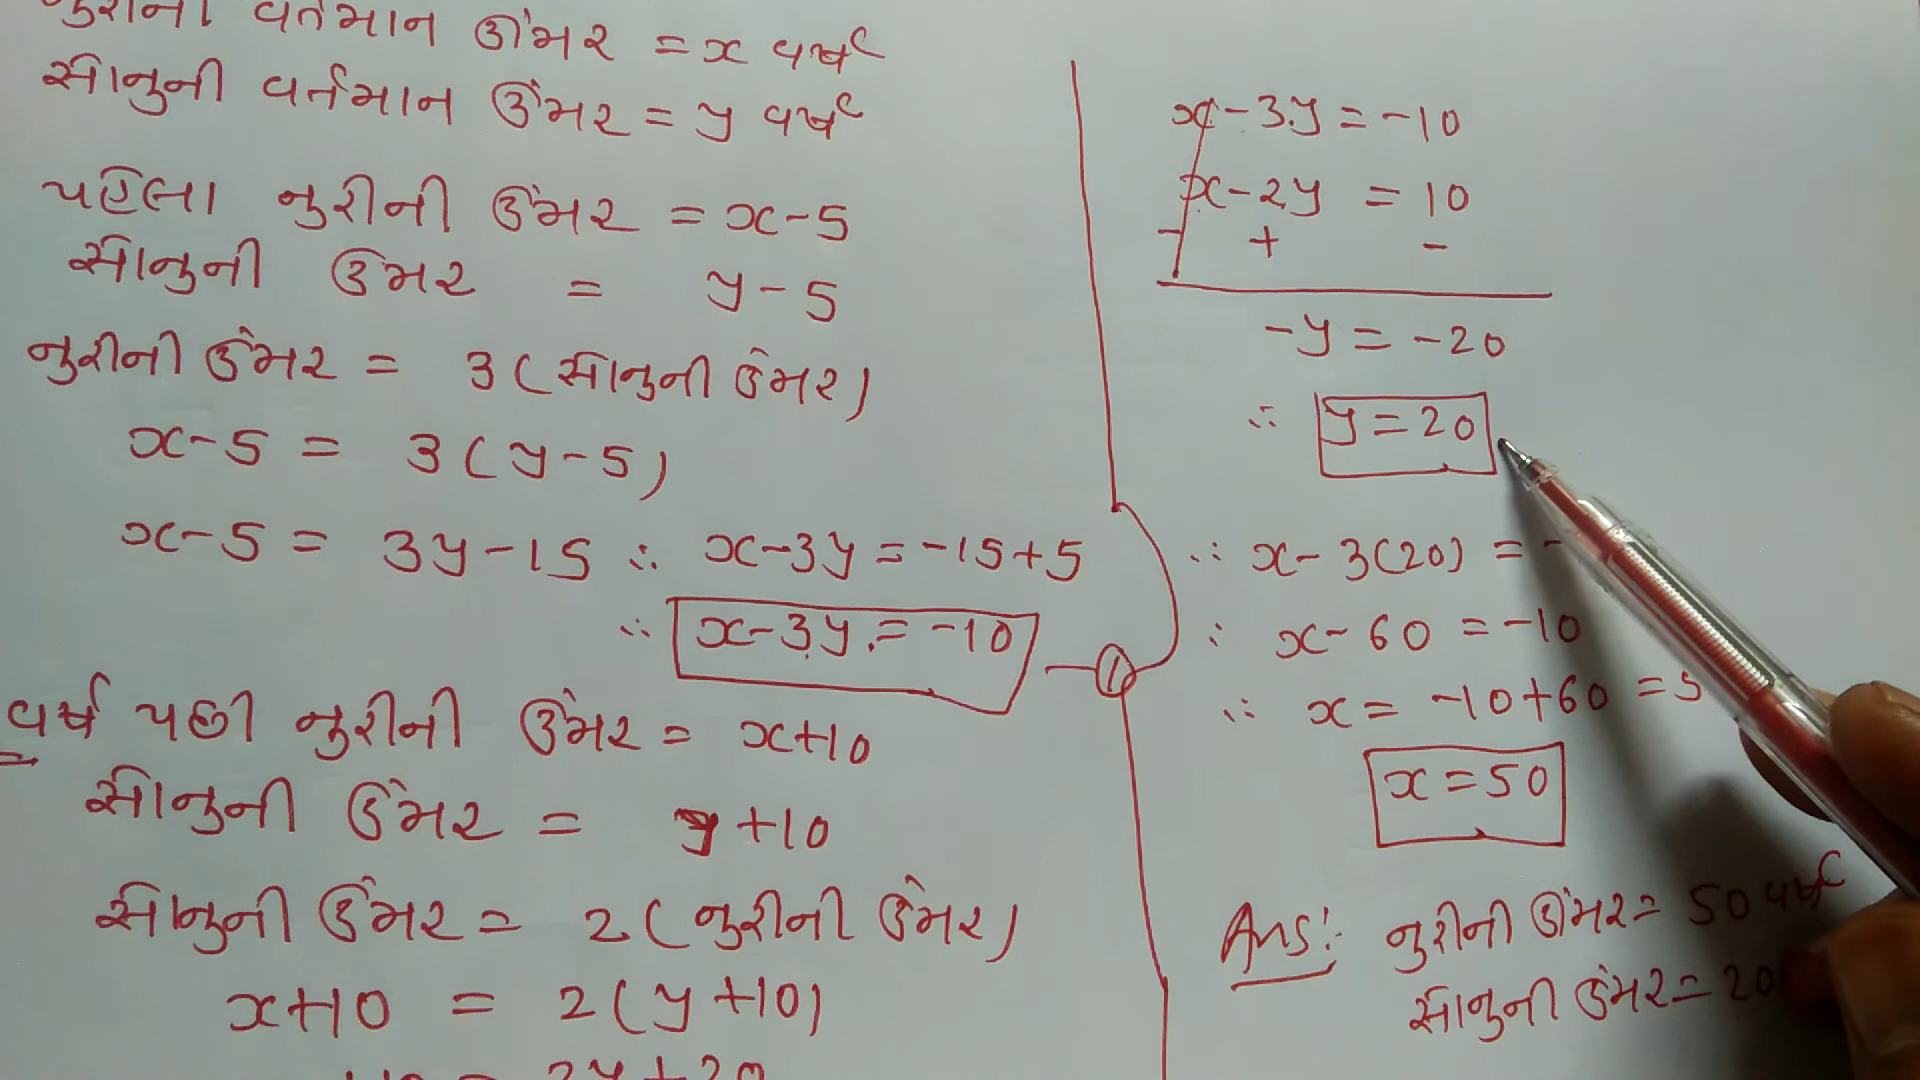 નુરીની વર્તમાન ઊંમર = x વર્ષ
સોનુની વર્તમાન ઉંમર = y વર્ષ
પહેલા નુરીની ઉંમર = x-5
સોનુની ઉંમર = y-5
નુરીની ઉંમર = 3(સોનુની ઉંમર)
x-5 = 3(y-5)
x-5 = 3y-15 ∴ x-3y = -15+5
∴ x-3y = -10 — 1
વર્ષ પછી નુરીની ઉંમર = x+10
સોનુની ઉંમર = y+10
સોનુની ઉંમર = 2(નુરીની ઉંમર)
x+10 = 2(y+10)
x-3y = -10
x-2y = 10
- + -
-y = -20
∴ y = 20
∴ x-3(20) = -
∴ x-60 = -10
∴ x = -10+60 = 5
x = 50
Ans:- નુરીની ઊંમર = 50 વર્ષ
સોનુની ઉંમર = 20